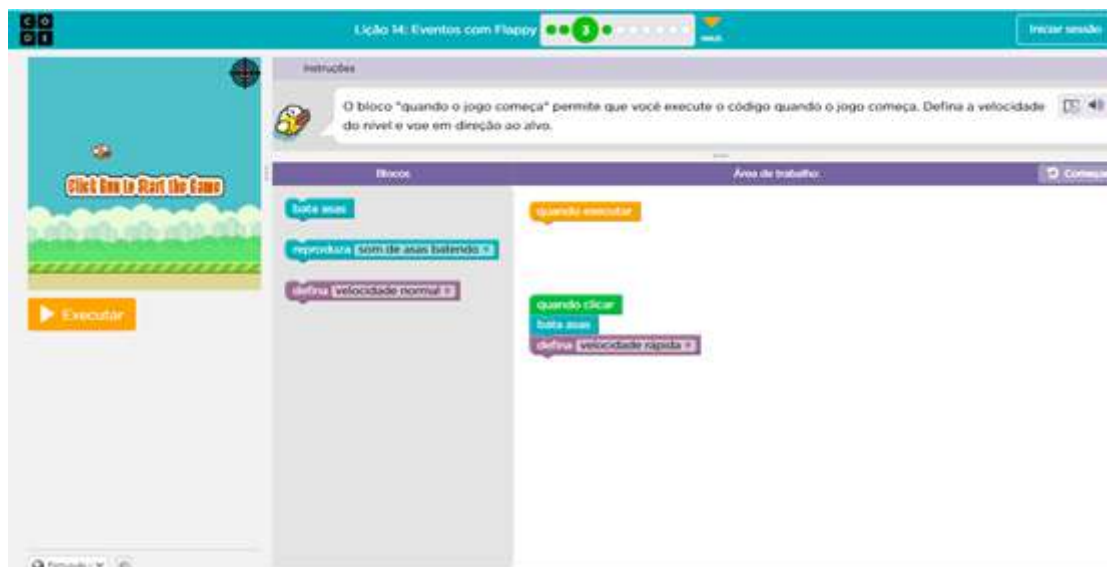 C O
D E
Lição 14: Eventos com Flappy
3
MAIS
Iniciar sessão
Instruções
O bloco "quando o jogo começa" permite que você execute o código quando o jogo começa. Defina a velocidade
do nível e voe em direção ao alvo.
Click Run to Start the Game
Blocos
Área de trabalho:
Começar
bata asas
quando executar
reproduza som de asas batendo
defina velocidade normal
quando clicar
bata asas
defina velocidade rápida
Executar